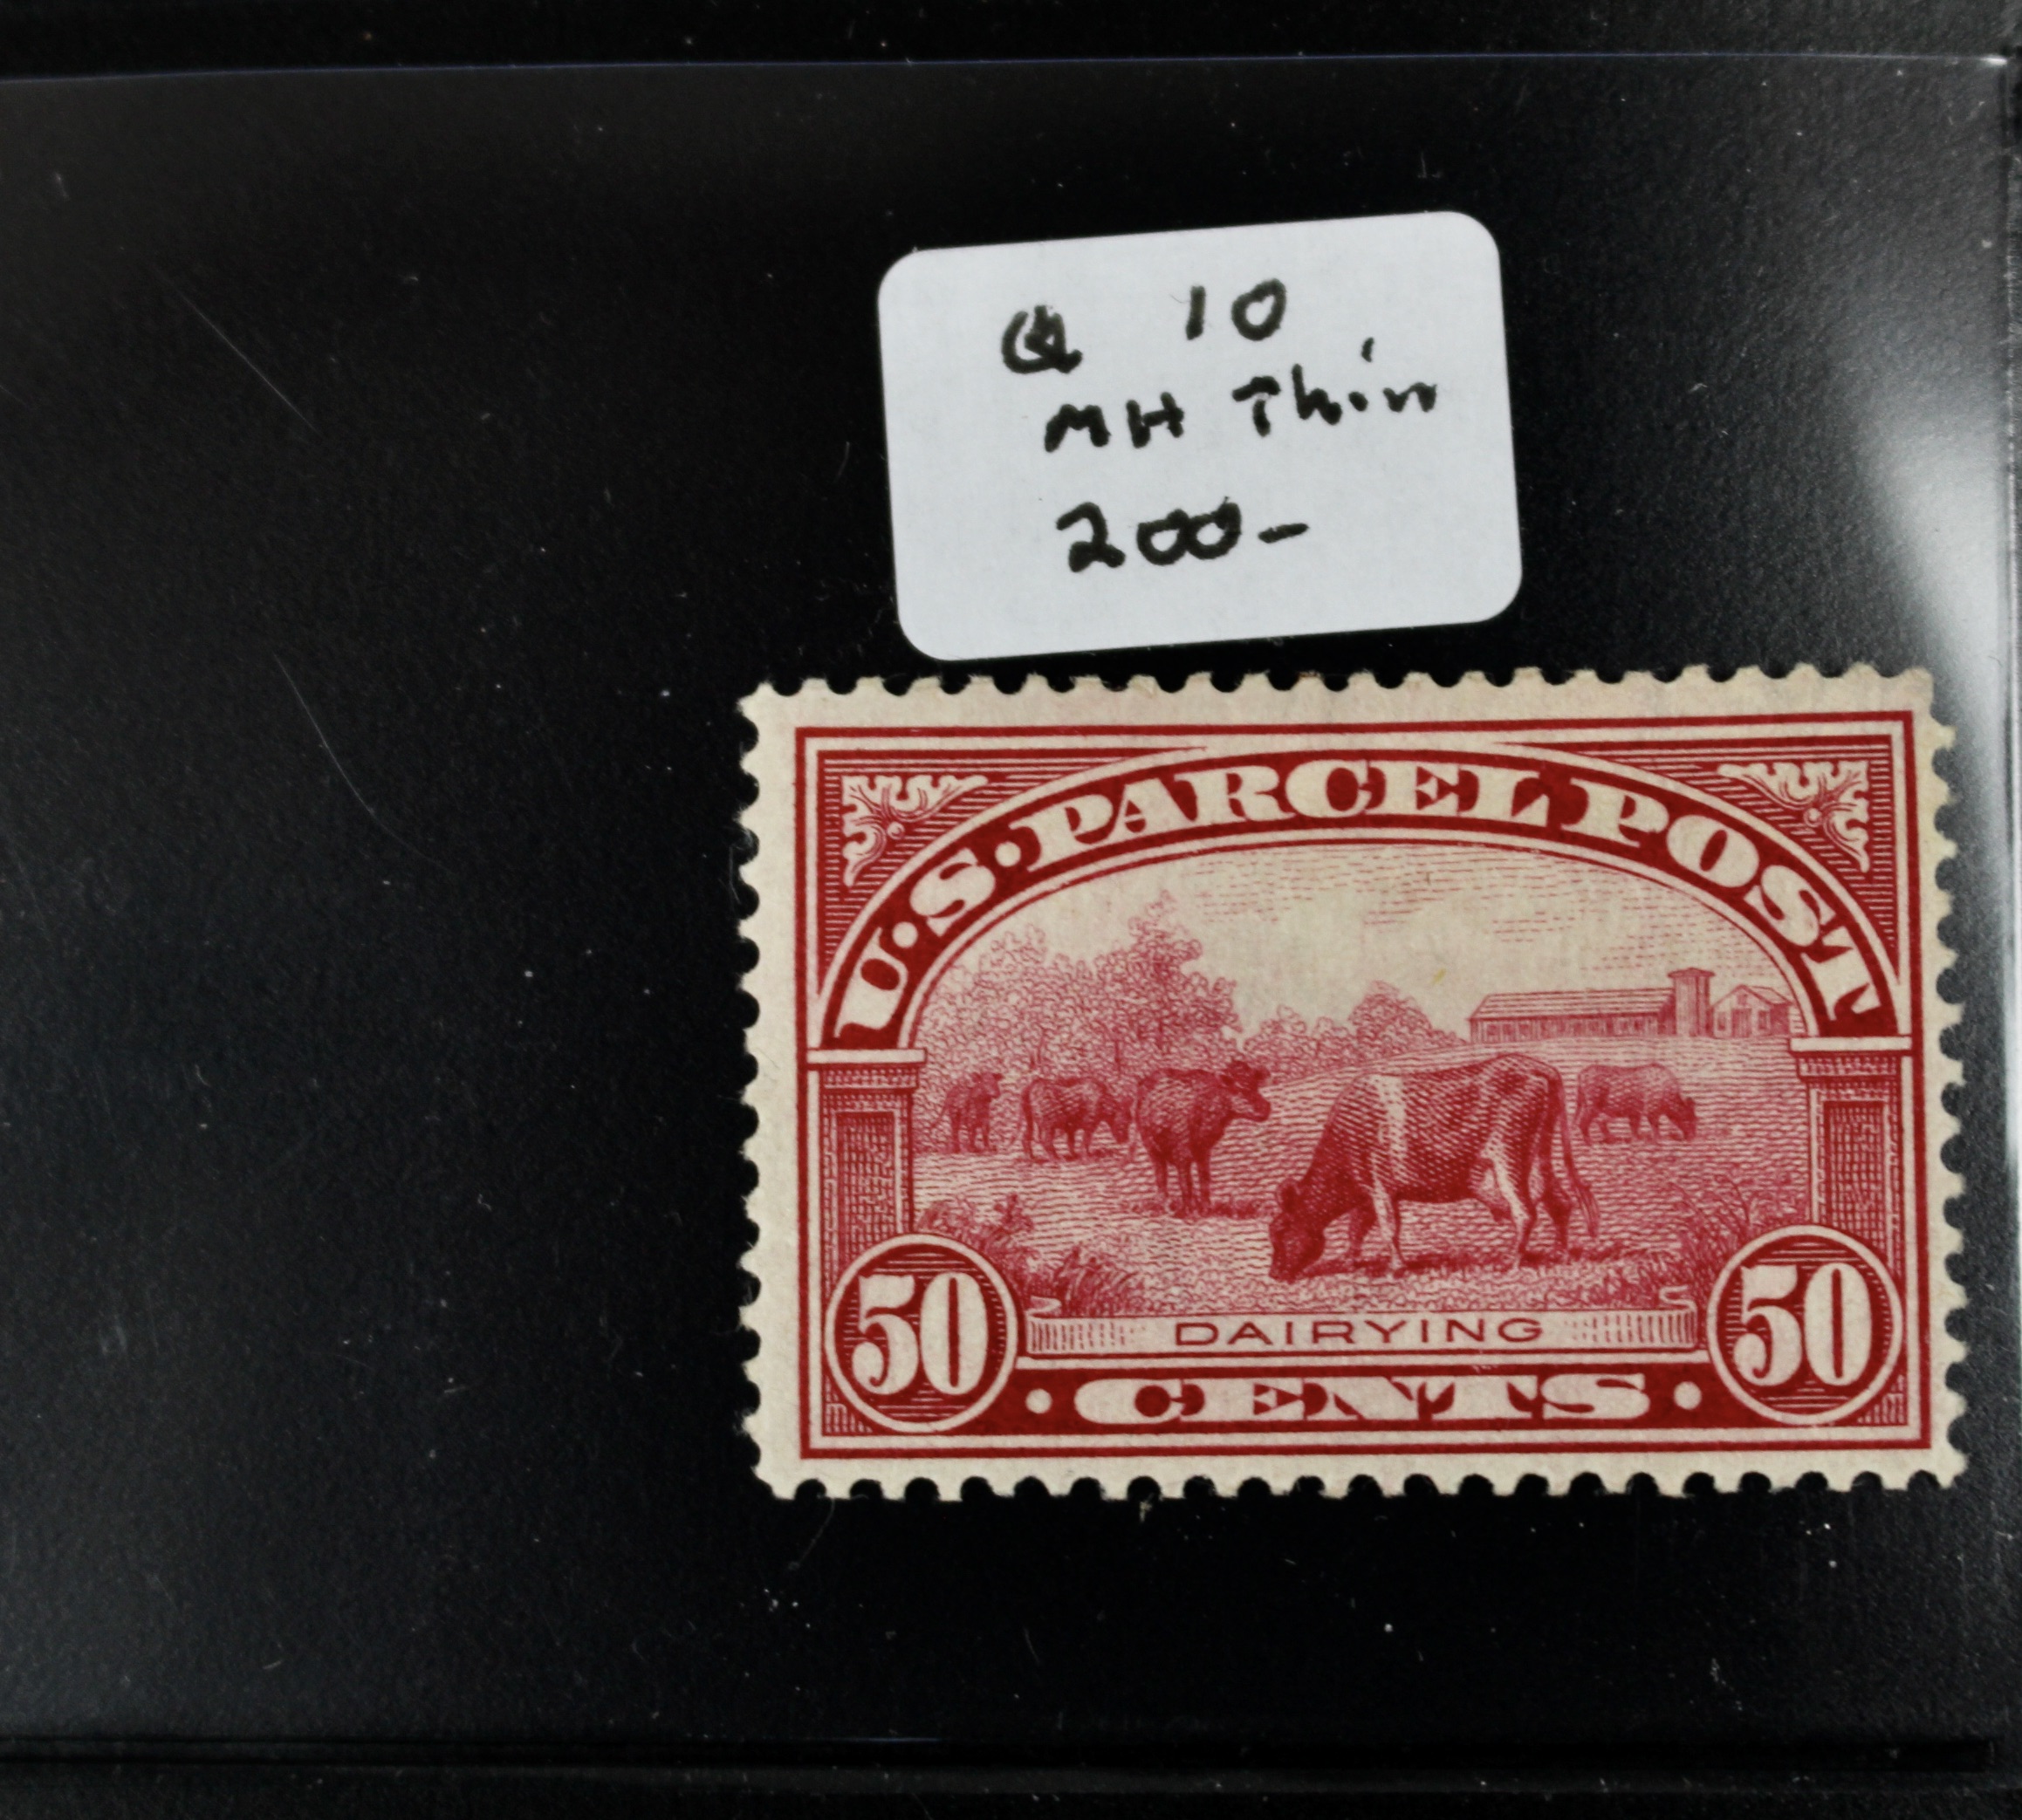 Q 10
MH Thin
200-
U.S. PARCEL POST
DAIRYING
50 · CENTS · 50